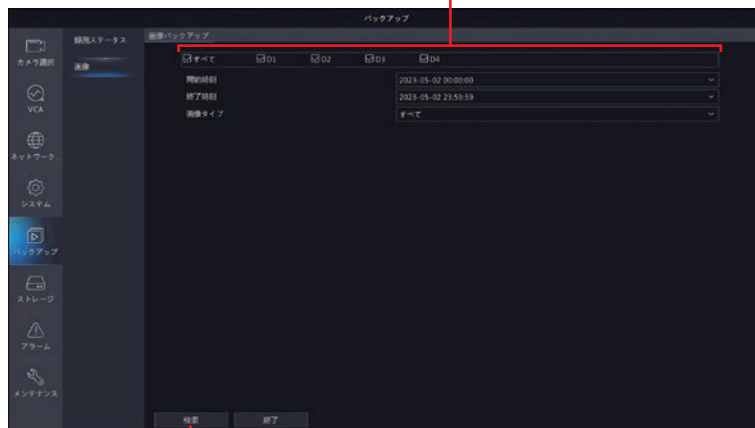 バックアップ
カメラ選択
VCA
ネットワーク...
システム
バックアップ
ストレージ
アラーム
メンテナンス
録画ステータス
画像
画像バックアップ
すべて D1 D2 D3 D4
開始時刻 2023-05-02 00:00:00
終了時刻 2023-05-02 23:59:59
画像タイプ すべて
検索 終了